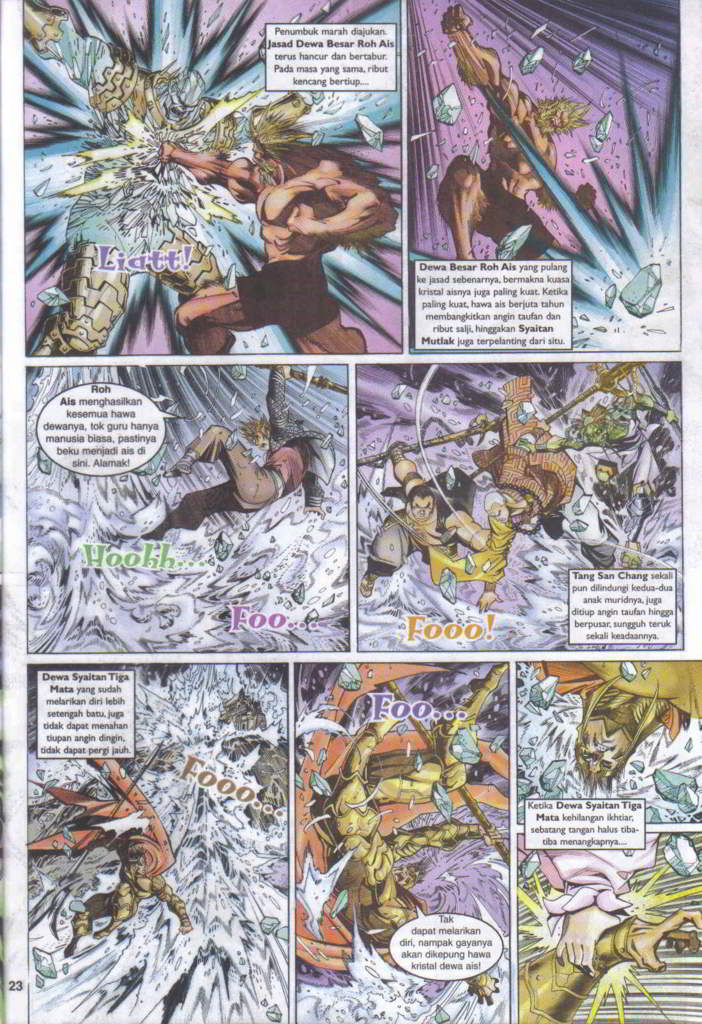 Penumbuk marah diajukan.
Jasad Dewa Besar Roh Ais
terus hancur dan bertabur.
Pada masa yang sama, ribut
kencang bertiup....
Liatt!
Dewa Besar Roh Ais yang pulang
ke jasad sebenarnya, bermakna kuasa
kristal aisnya juga paling kuat. Ketika
paling kuat, hawa ais berjuta tahun
membangkitkan angin taufan dan
ribut salji, hinggakan Syaitan
Mutlak juga terpelanting dari situ.
Roh
Ais menghasilkan
kesemua hawa
dewanya, tok guru hanya
manusia biasa, pastinya
beku menjadi ais di
sini. Alamak!
Hoohh...
Foo...
Fooo!
Tang San Chang sekali
pun dilindungi kedua-dua
anak muridnya, juga
ditiup angin taufan hingga
berpusar, sungguh teruk
sekali keadaannya.
Dewa Syaitan Tiga
Mata yang sudah
melarikan diri lebih
setengah batu, juga
tidak dapat menahan
tiupan angin dingin,
tidak dapat pergi jauh.
Fooo...
Foo...
Tak
dapat melarikan
diri, nampak gayanya
akan dikepung hawa
kristal dewa ais!
Ketika Dewa Syaitan Tiga
Mata kehilangan ikhtiar,
sebatang tangan halus tiba-
tiba menangkapnya....
23